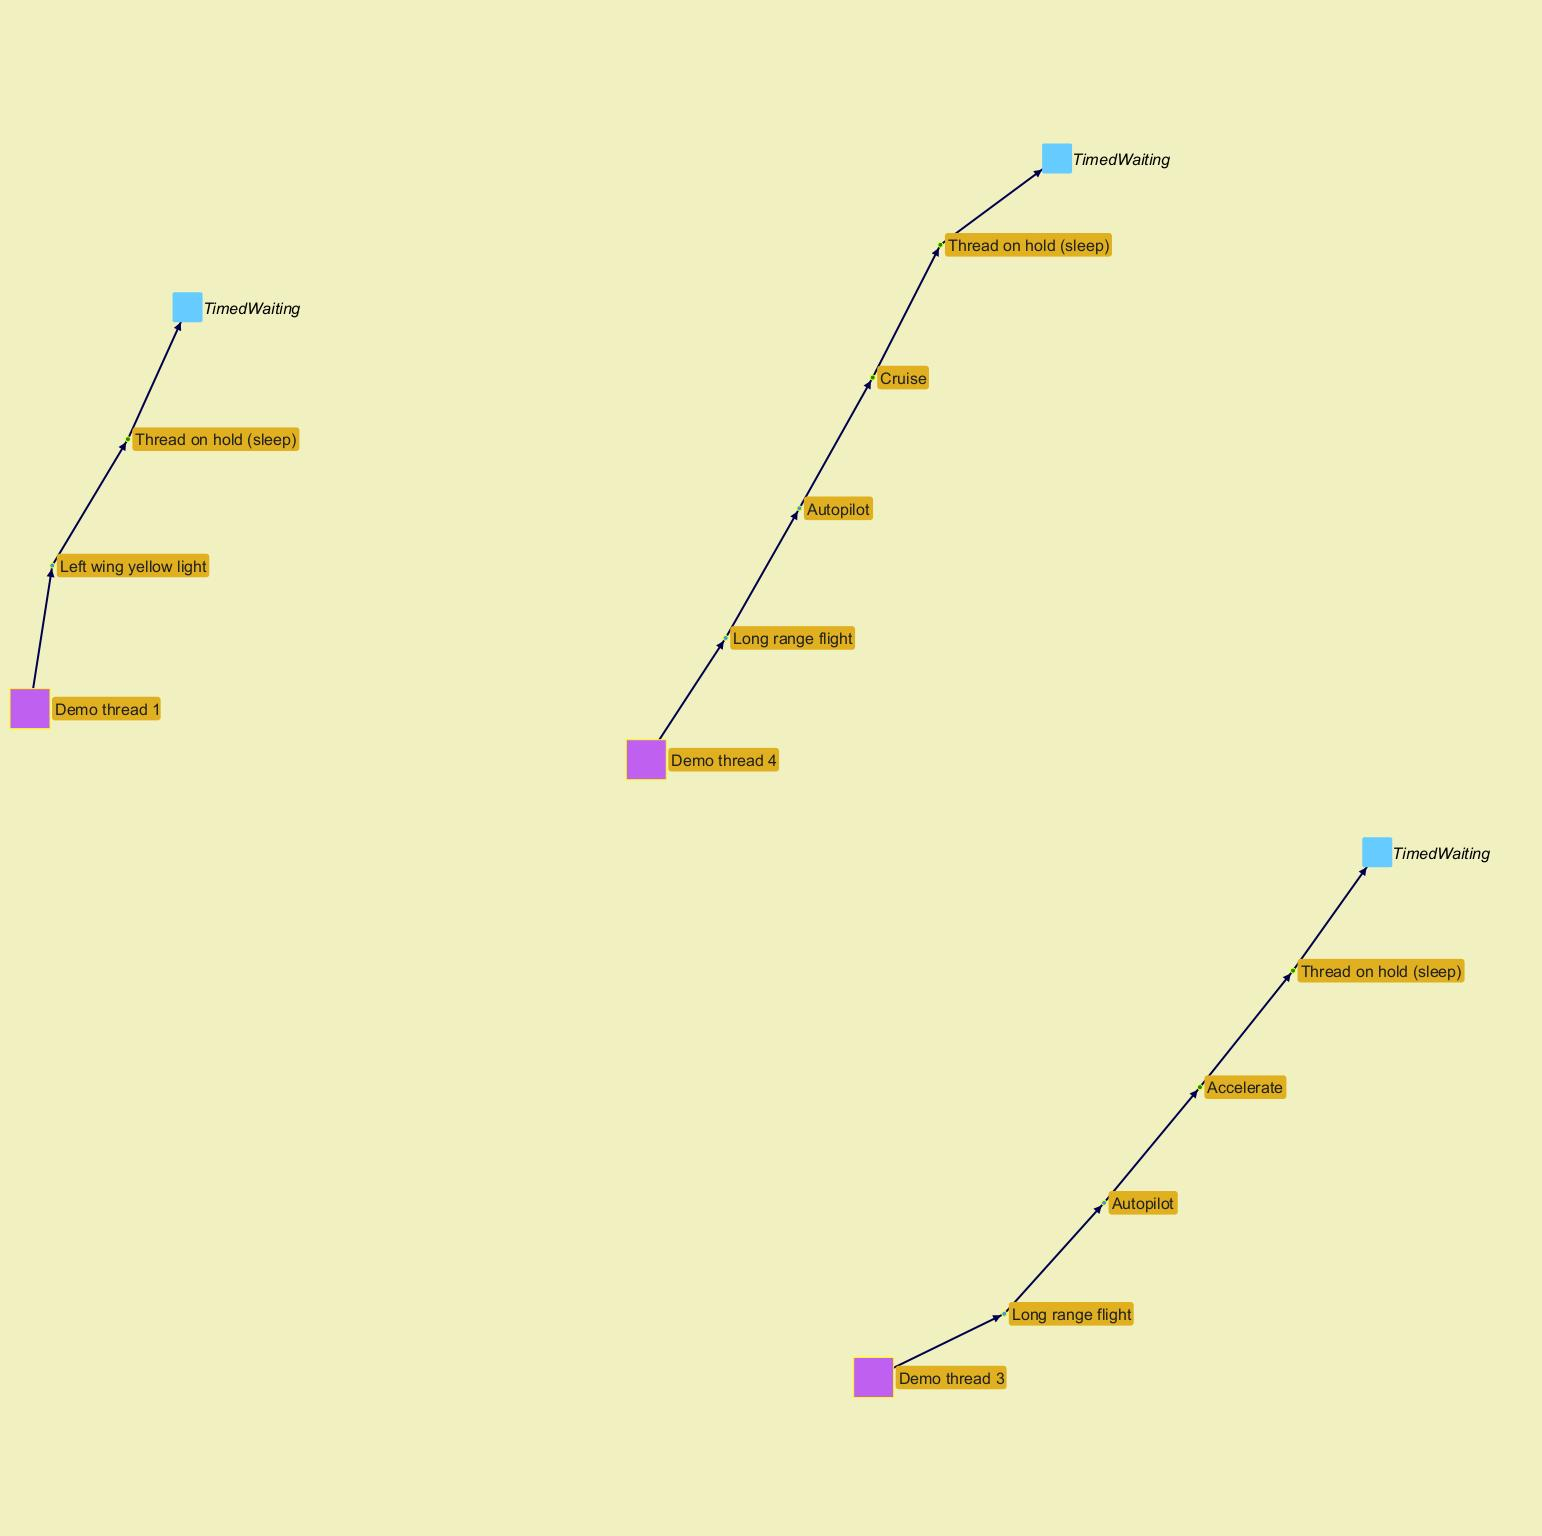 TimedWaiting
Thread on hold (sleep)
Left wing yellow light
Demo thread 1
TimedWaiting
Thread on hold (sleep)
Cruise
Autopilot
Long range flight
Demo thread 4
TimedWaiting
Thread on hold (sleep)
Accelerate
Autopilot
Long range flight
Demo thread 3